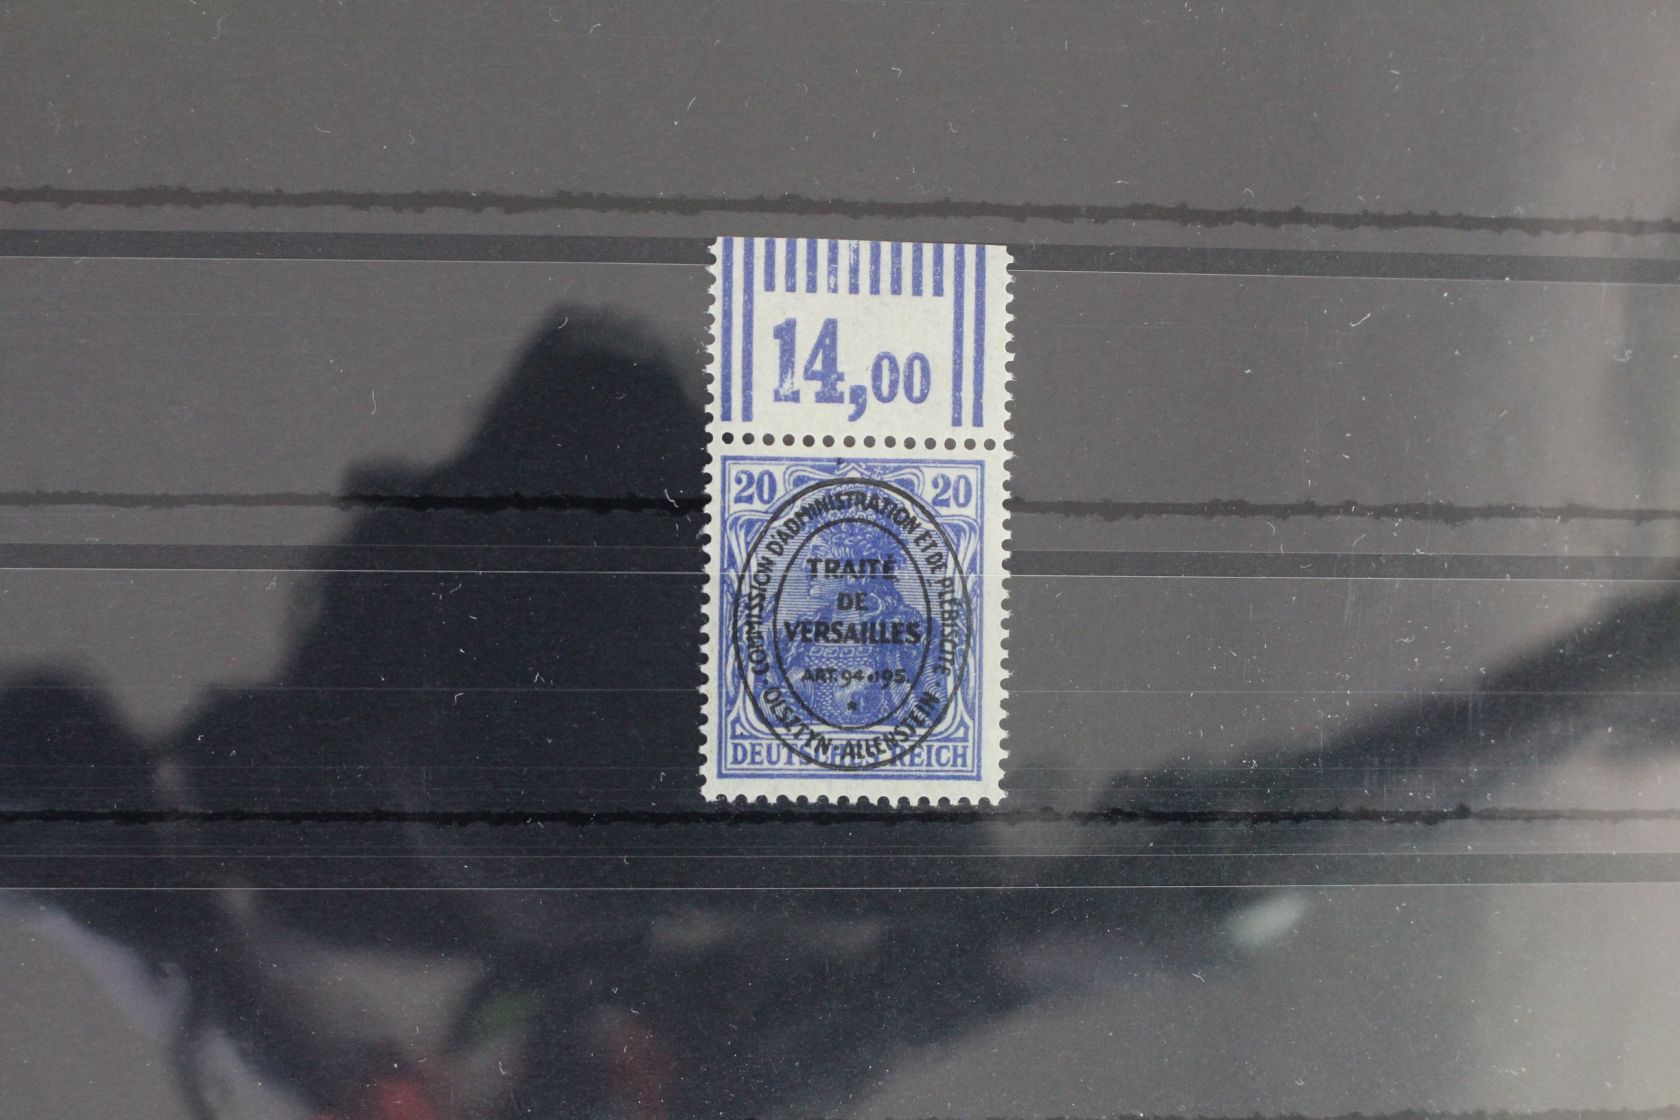 14,00
20 20
COMMISSION D'ADMINISTRATION ET DE PLÉBISCITE
TRAITÉ
DE
VERSAILLES
ART. 94 et 95.
OLSZTYN · ALLENSTEIN
DEUTSCHES REICH